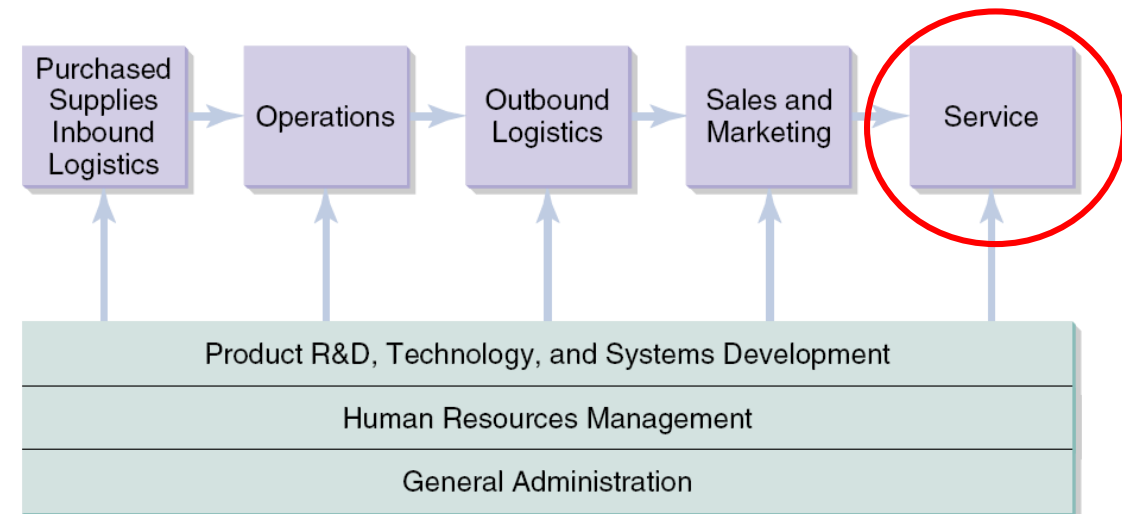 Purchased
Supplies
Inbound
Logistics
Operations
Outbound
Logistics
Sales and
Marketing
Service
Product R&D, Technology, and Systems Development
Human Resources Management
General Administration